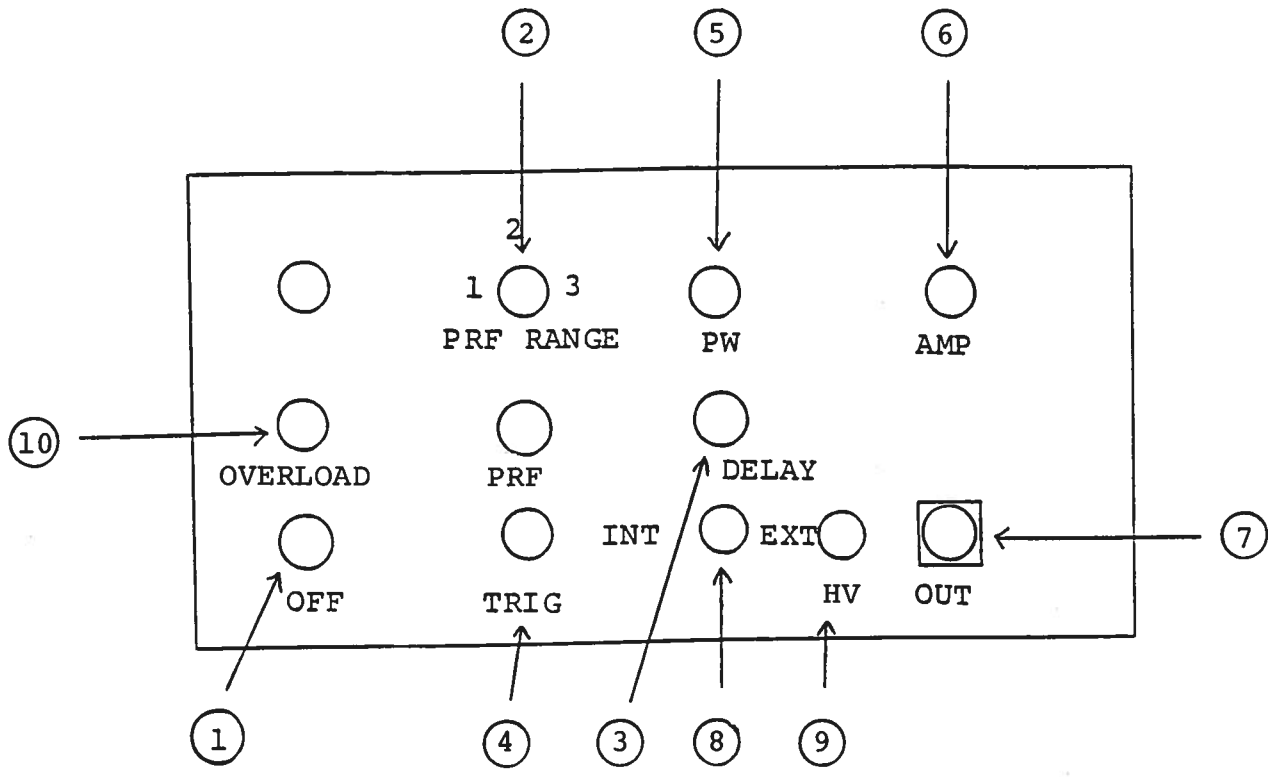 2 5 6
2
1 3
PRF RANGE PW AMP
10
OVERLOAD PRF DELAY
INT EXT
7
OFF TRIG HV OUT
1 4 3 8 9